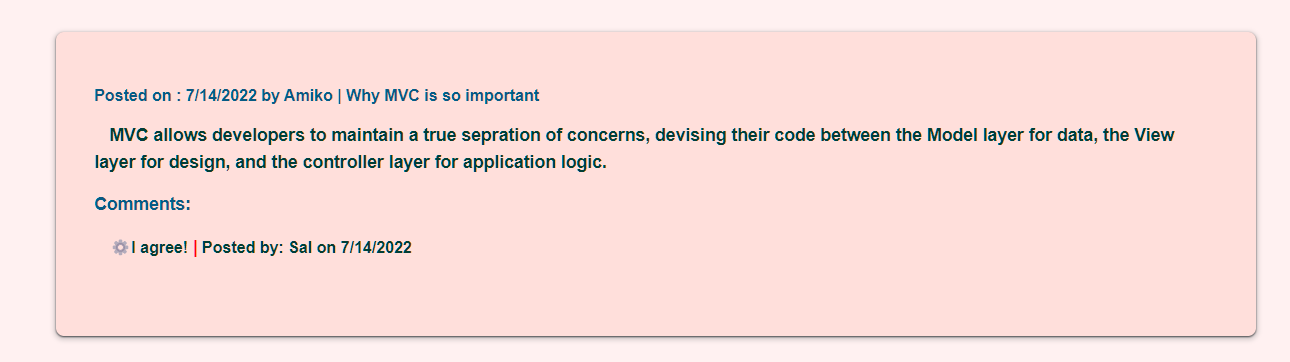 Posted on : 7/14/2022 by Amiko | Why MVC is so important
MVC allows developers to maintain a true sepration of concerns, devising their code between the Model layer for data, the View
layer for design, and the controller layer for application logic.
Comments:
I agree! | Posted by: Sal on 7/14/2022